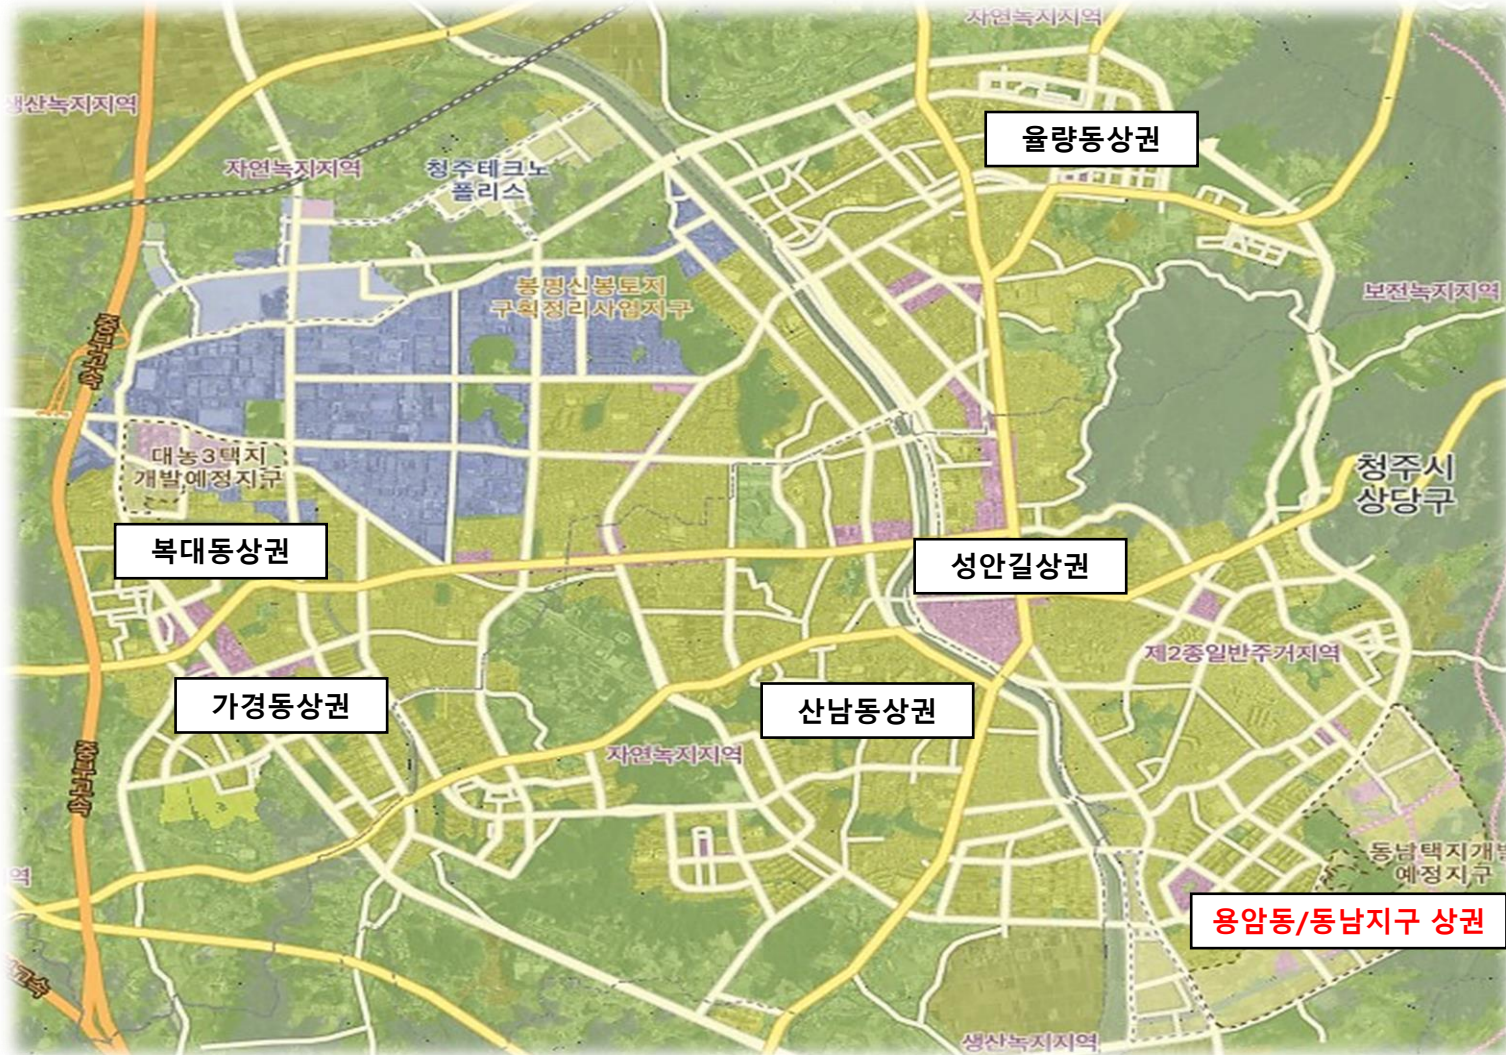 자연녹지지역
생산녹지지역
율량동상권
자연녹지지역
청주테크노
폴리스
봉명신봉토지
구획정리사업지구
보전녹지지역
중부고속
대농3택지
개발예정지구
청주시
상당구
복대동상권
성안길상권
제2종일반주거지역
가경동상권
산남동상권
자연녹지지역
중부고속
동남택지개발
예정지구
역
용암동/동남지구 상권
고속
생산녹지지역